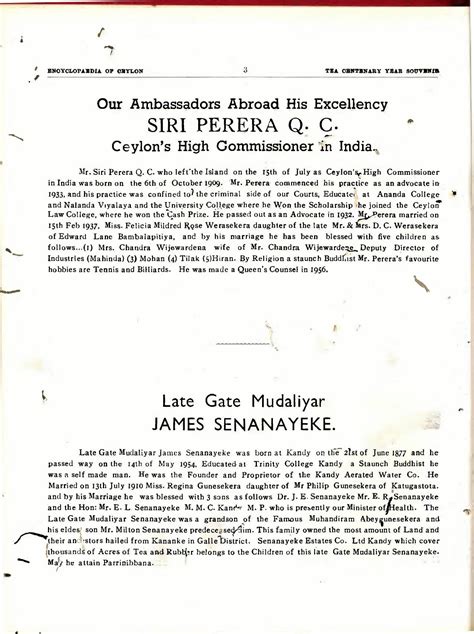 ENCYCLOPAEDIA OF CEYLON 3 TEA CENTENARY YEAR SOUVENIR
Our Ambassadors Abroad His Excellency
SIRI PERERA Q. C.
Ceylon's High Commissioner in India.
Mr. Siri Perera Q. C. who left the Island on the 15th of July as Ceylon's High Commissioner
in India was born on the 6th of October 1909. Mr. Perera commenced his practice as an advocate in
1933, and his practice was confined to the criminal side of our Courts, Educated at Ananda College
and Nalanda Viyalaya and the University College where he Won the Scholarship he joined the Ceylon
Law College, where he won the Cash Prize. He passed out as an Advocate in 1932. Mr. Perera married on
15th Feb 1937, Miss. Felicia Mildred Rose Werasekera daughter of the late Mr. & Mrs. D. C. Werasekera
of Edward Lane Bambalapitiya, and by his marriage he has been blessed with five children as
follows...(1) Mrs. Chandra Wijewardena wife of Mr. Chandra Wijewardene Deputy Director of
Industries (Mahinda) (3) Mohan (4) Tilak (5)Hiran. By Religion a staunch Buddhist Mr. Perera's favourite
hobbies are Tennis and Billiards. He was made a Queen's Counsel in 1956.
Late Gate Mudaliyar
JAMES SENANAYEKE.
Late Gate Mudaliyar James Senanayeke was born at Kandy on the 21st of June 1877 and he
passed way on the 14th of May 1954, Educated at Trinity College Kandy a Staunch Buddhist he
was a self made man. He was the Founder and Proprietor of the Kandy Aerated Water Co. He
Married on 13th July 1910 Miss. Regina Gunesekera daughter of Mr Philip Gunesekera of Katugastota.
and by his Marriage he was blessed with 3 sons as follows Dr. J. E. Senanayeke Mr. E. R. Senanayeke
and the Hon: Mr. E. L Senanayeke M. M. C. Kandy M. P. who is presently our Minister of Health. The
Late Gate Mudaliyar Senanayeke was a grandson of the Famous Muhandiram Abeygunesekera and
his eldest son Mr. Milton Senanayeke predeceased him. This family owned the most amount of Land and
their ancestors hailed from Kananke in Galle District. Senanayeke Estates Co. Ltd Kandy which cover
thousands of Acres of Tea and Rubber belongs to the Children of this late Gate Mudaliyar Senanayeke.
May he attain Parrinihbana.